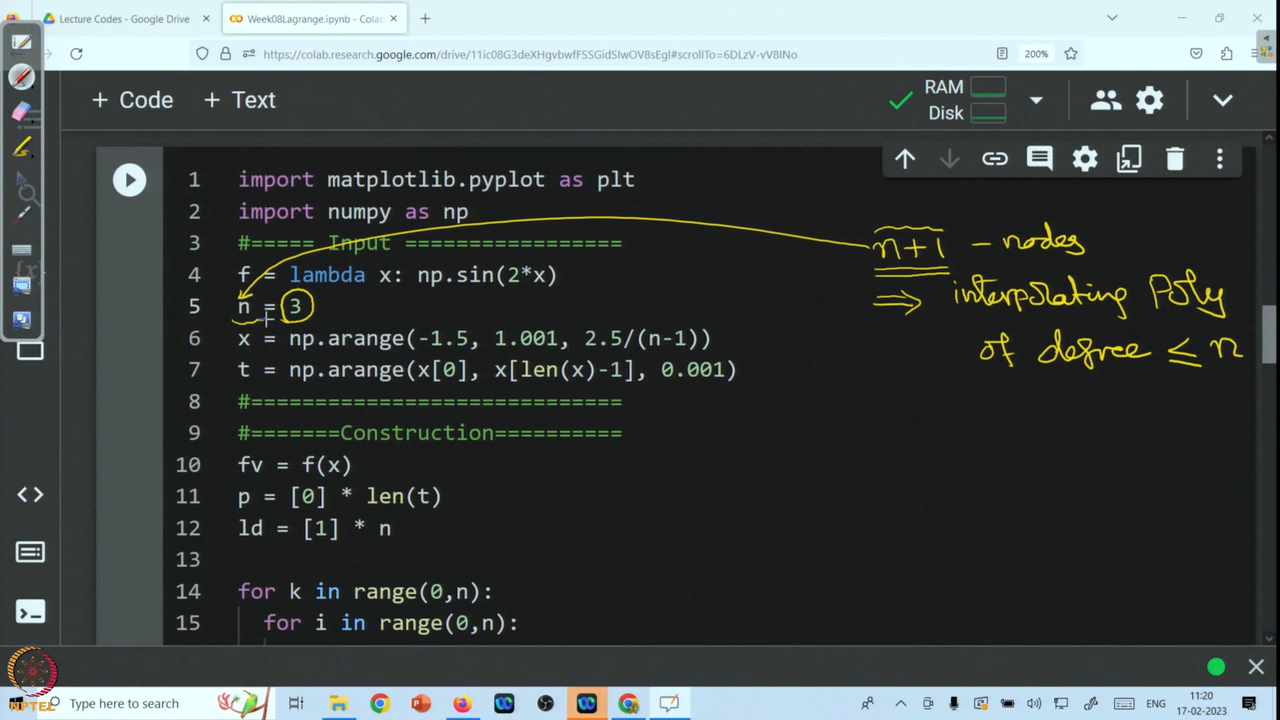 Lecture Codes - Google Drive
Week08Lagrange.ipynb - Colab
https://colab.research.google.com/drive/11ic08G3deXHgvbwfFSSGidSIwOV8sEgl#scrollTo=6DLzV-vV8INo
200%
+ Code + Text
RAM
Disk
1 import matplotlib.pyplot as plt
2 import numpy as np
3 #===== Input =================
4 f = lambda x: np.sin(2*x)
5 n = 3
6 x = np.arange(-1.5, 1.001, 2.5/(n-1))
7 t = np.arange(x[0], x[len(x)-1], 0.001)
8 #============================
9 #=======Construction==========
10 fv = f(x)
11 p = [0] * len(t)
12 ld = [1] * n
13
14 for k in range(0,n):
15 for i in range(0,n):
n+1 - nodes
⇒ interpolating Poly
of degree ≤ n
NPTEL
Type here to search
ENG
11:20
17-02-2023